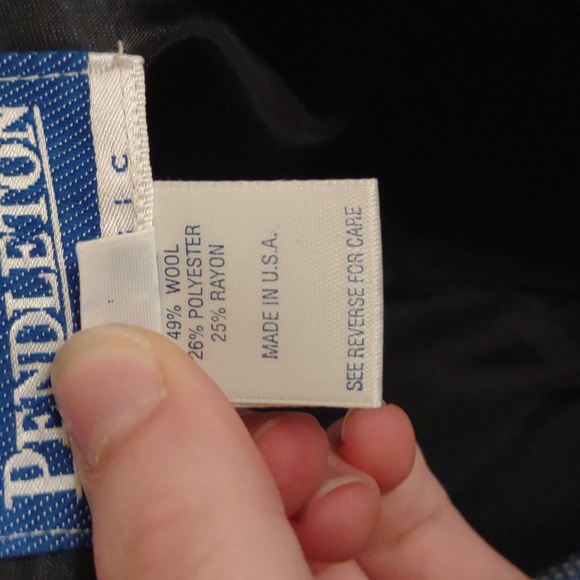 PENDLETON
49% WOOL
26% POLYESTER
25% RAYON
MADE IN U.S.A.
SEE REVERSE FOR CARE